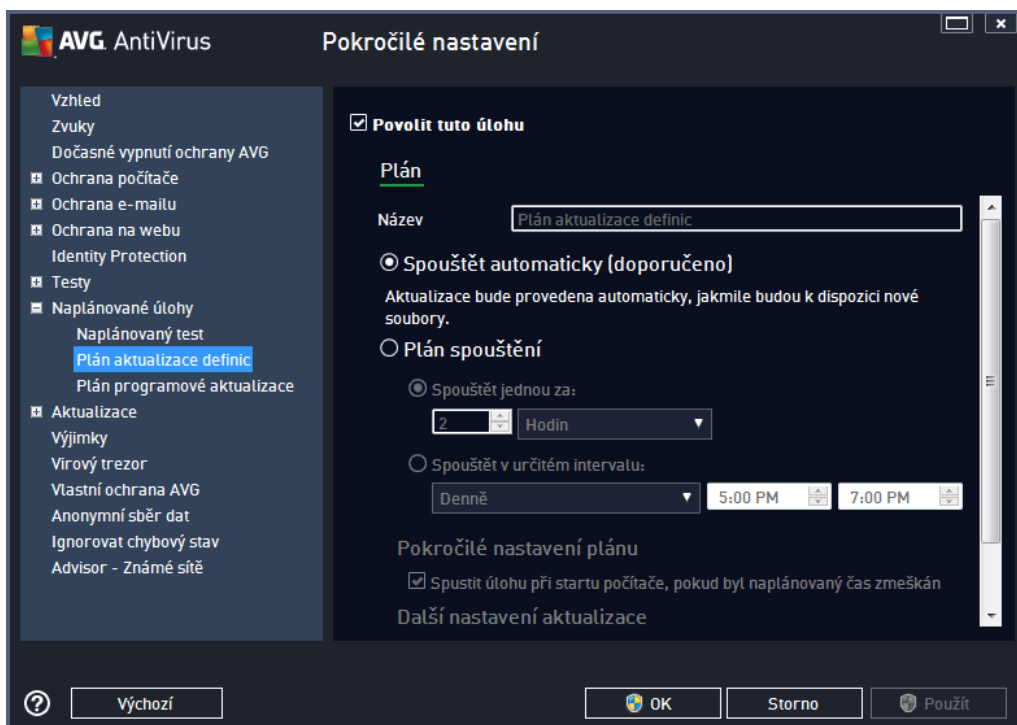 AVG. AntiVirus
Pokročilé nastavení
Vzhled
Zvuky
Dočasné vypnutí ochrany AVG
Ochrana počítače
Ochrana e-mailu
Ochrana na webu
Identity Protection
Testy
Naplánované úlohy
Naplánovaný test
Plán aktualizace definic
Plán programové aktualizace
Aktualizace
Výjimky
Virový trezor
Vlastní ochrana AVG
Anonymní sběr dat
Ignorovat chybový stav
Advisor - Známé sítě
Povolit tuto úlohu
Plán
Název Plán aktualizace definic
Spouštět automaticky (doporučeno)
Aktualizace bude provedena automaticky, jakmile budou k dispozici nové
soubory.
Plán spouštění
Spouštět jednou za:
2 Hodin
Spouštět v určitém intervalu:
Denně 5:00 PM 7:00 PM
Pokročilé nastavení plánu
Spustit úlohu při startu počítače, pokud byl naplánovaný čas zmeškán
Další nastavení aktualizace
? Výchozí OK Storno Použít